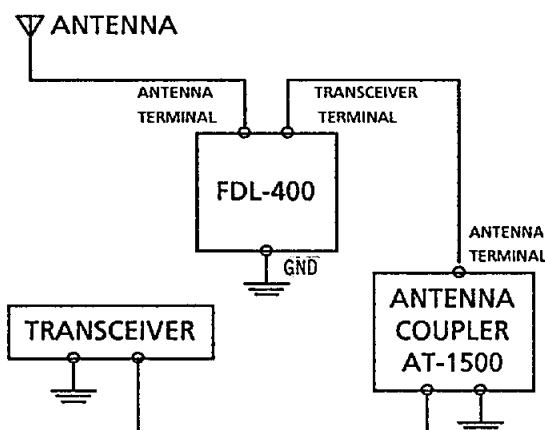 ANTENNA
ANTENNA
TERMINAL
TRANSCEIVER
TERMINAL
FDL-400
GND
ANTENNA
TERMINAL
TRANSCEIVER
ANTENNA
COUPLER
AT-1500